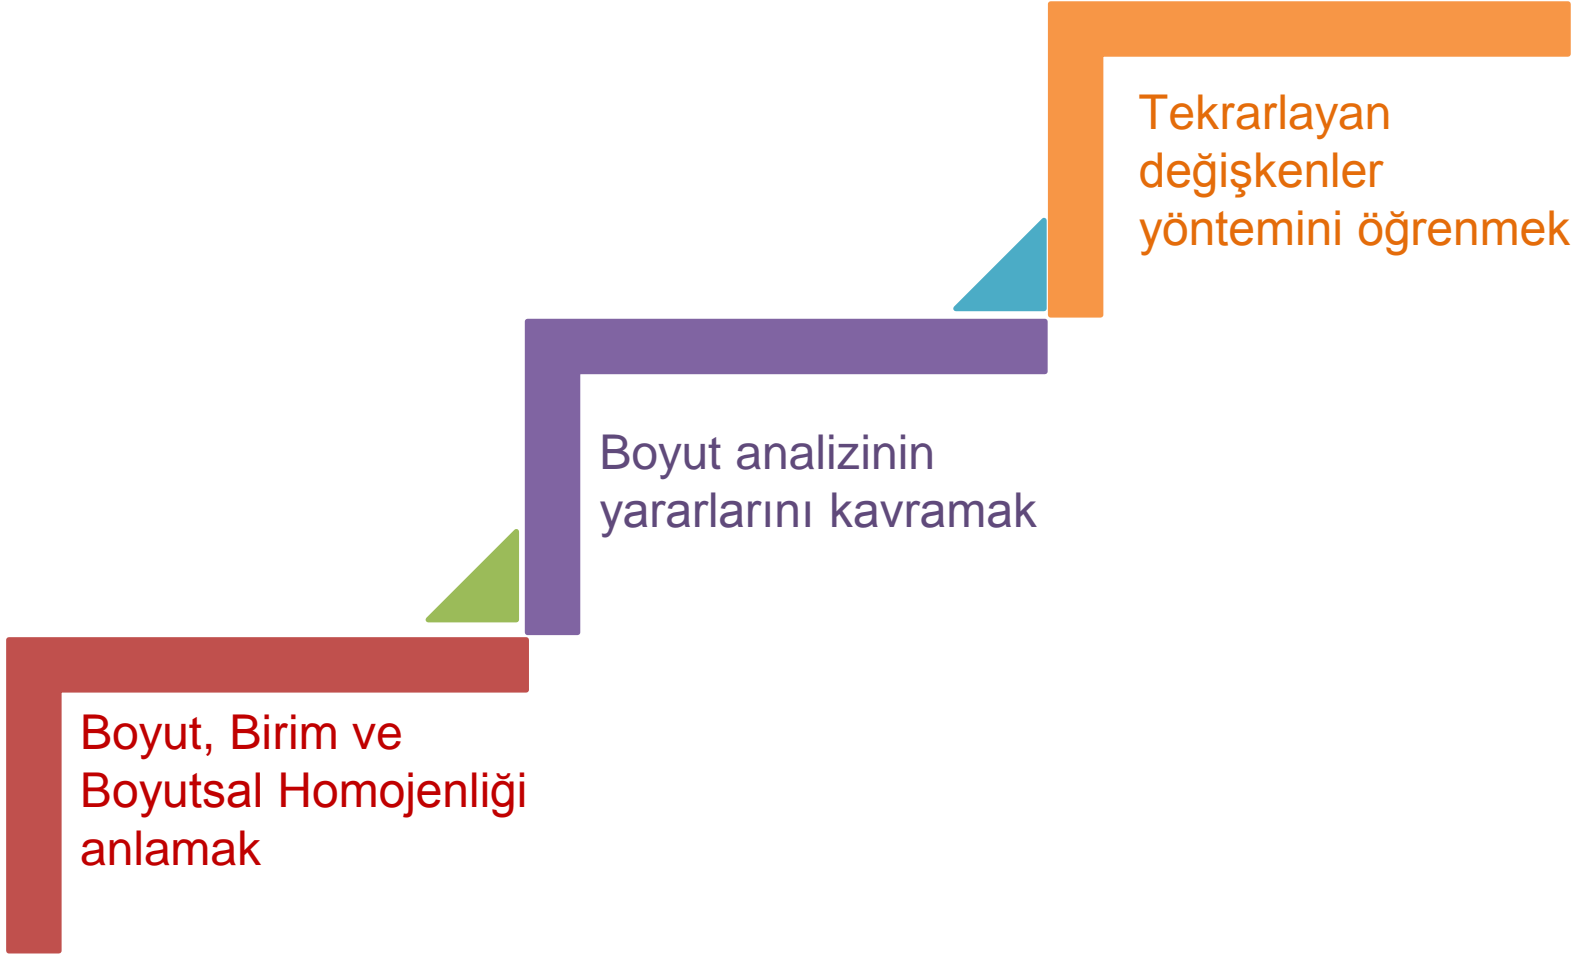 Tekrarlayan
değişkenler
yöntemini öğrenmek
Boyut analizinin
yararlarını kavramak
Boyut, Birim ve
Boyutsal Homojenliği
anlamak